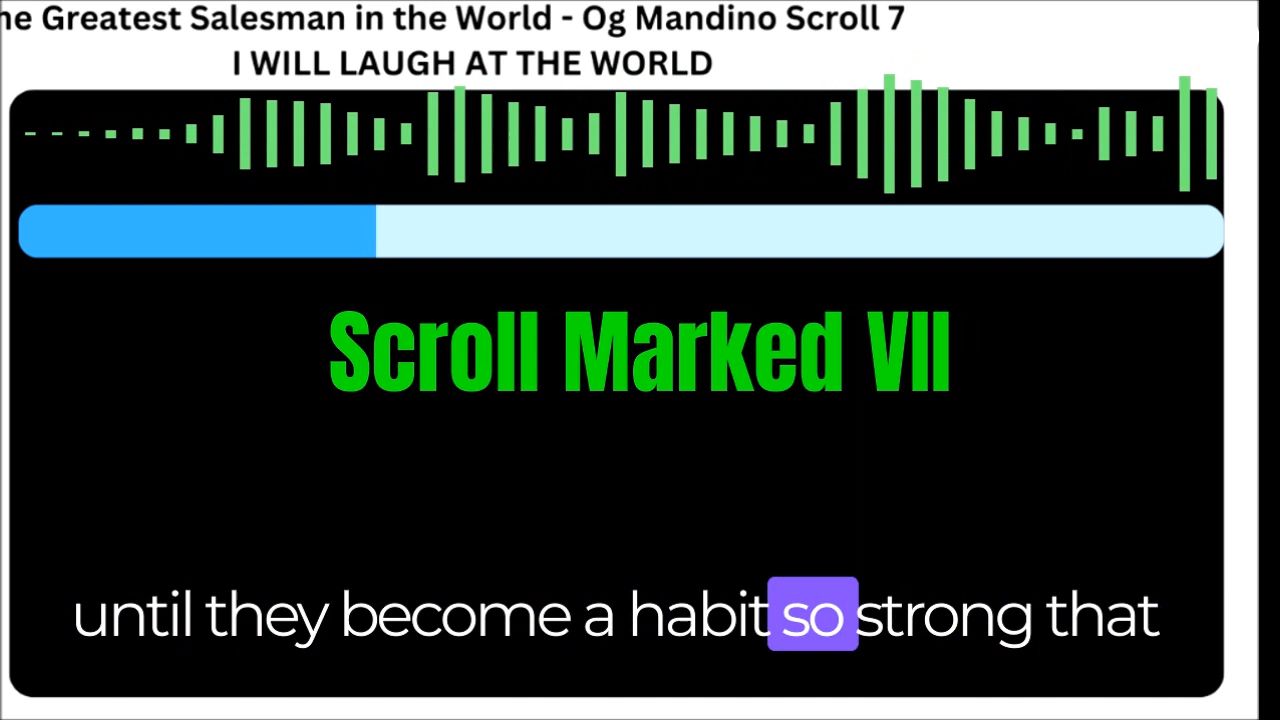 he Greatest Salesman in the World - Og Mandino Scroll 7
I WILL LAUGH AT THE WORLD
Scroll Marked VII
until they become a habit so strong that